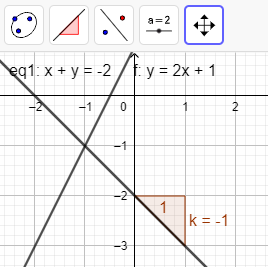 a = 2
eq1: x + y = -2 f: y = 2x + 1
−2 −1 0 1 2
−1
−2
1
k = -1
−3